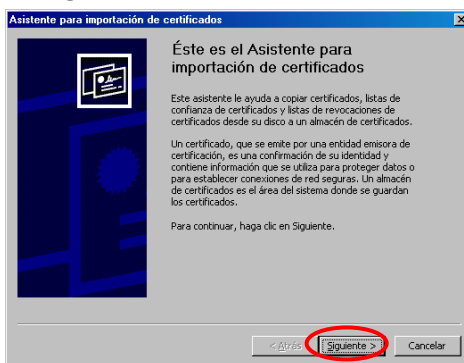 Asistente para importación de certificados
Éste es el Asistente para
importación de certificados
Este asistente le ayuda a copiar certificados, listas de
confianza de certificados y listas de revocaciones de
certificados desde su disco a un almacén de certificados.
Un certificado, que se emite por una entidad emisora de
certificación, es una confirmación de su identidad y
contiene información que se utiliza para proteger datos o
para establecer conexiones de red seguras. Un almacén
de certificados es el área del sistema donde se guardan
los certificados.
Para continuar, haga clic en Siguiente.
< Atrás Siguiente > Cancelar